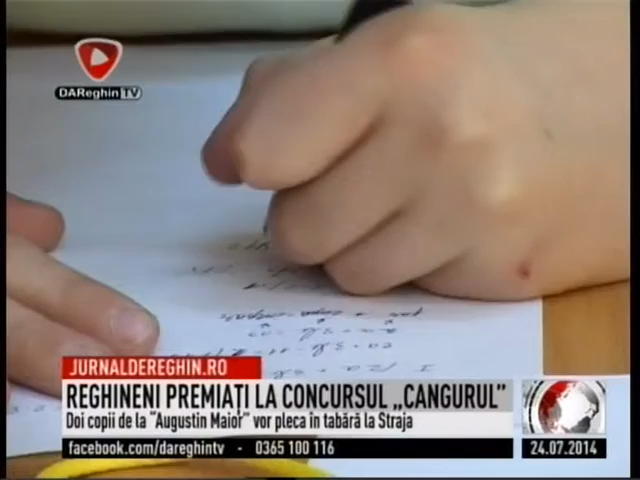 DAReghin TV
JURNALDEREGHIN.RO
REGHINENI PREMIAȚI LA CONCURSUL „CANGURUL”
Doi copii de la "Augustin Maior" vor pleca în tabără la Straja
facebook.com/dareghintv - 0365 100 116
24.07.2014